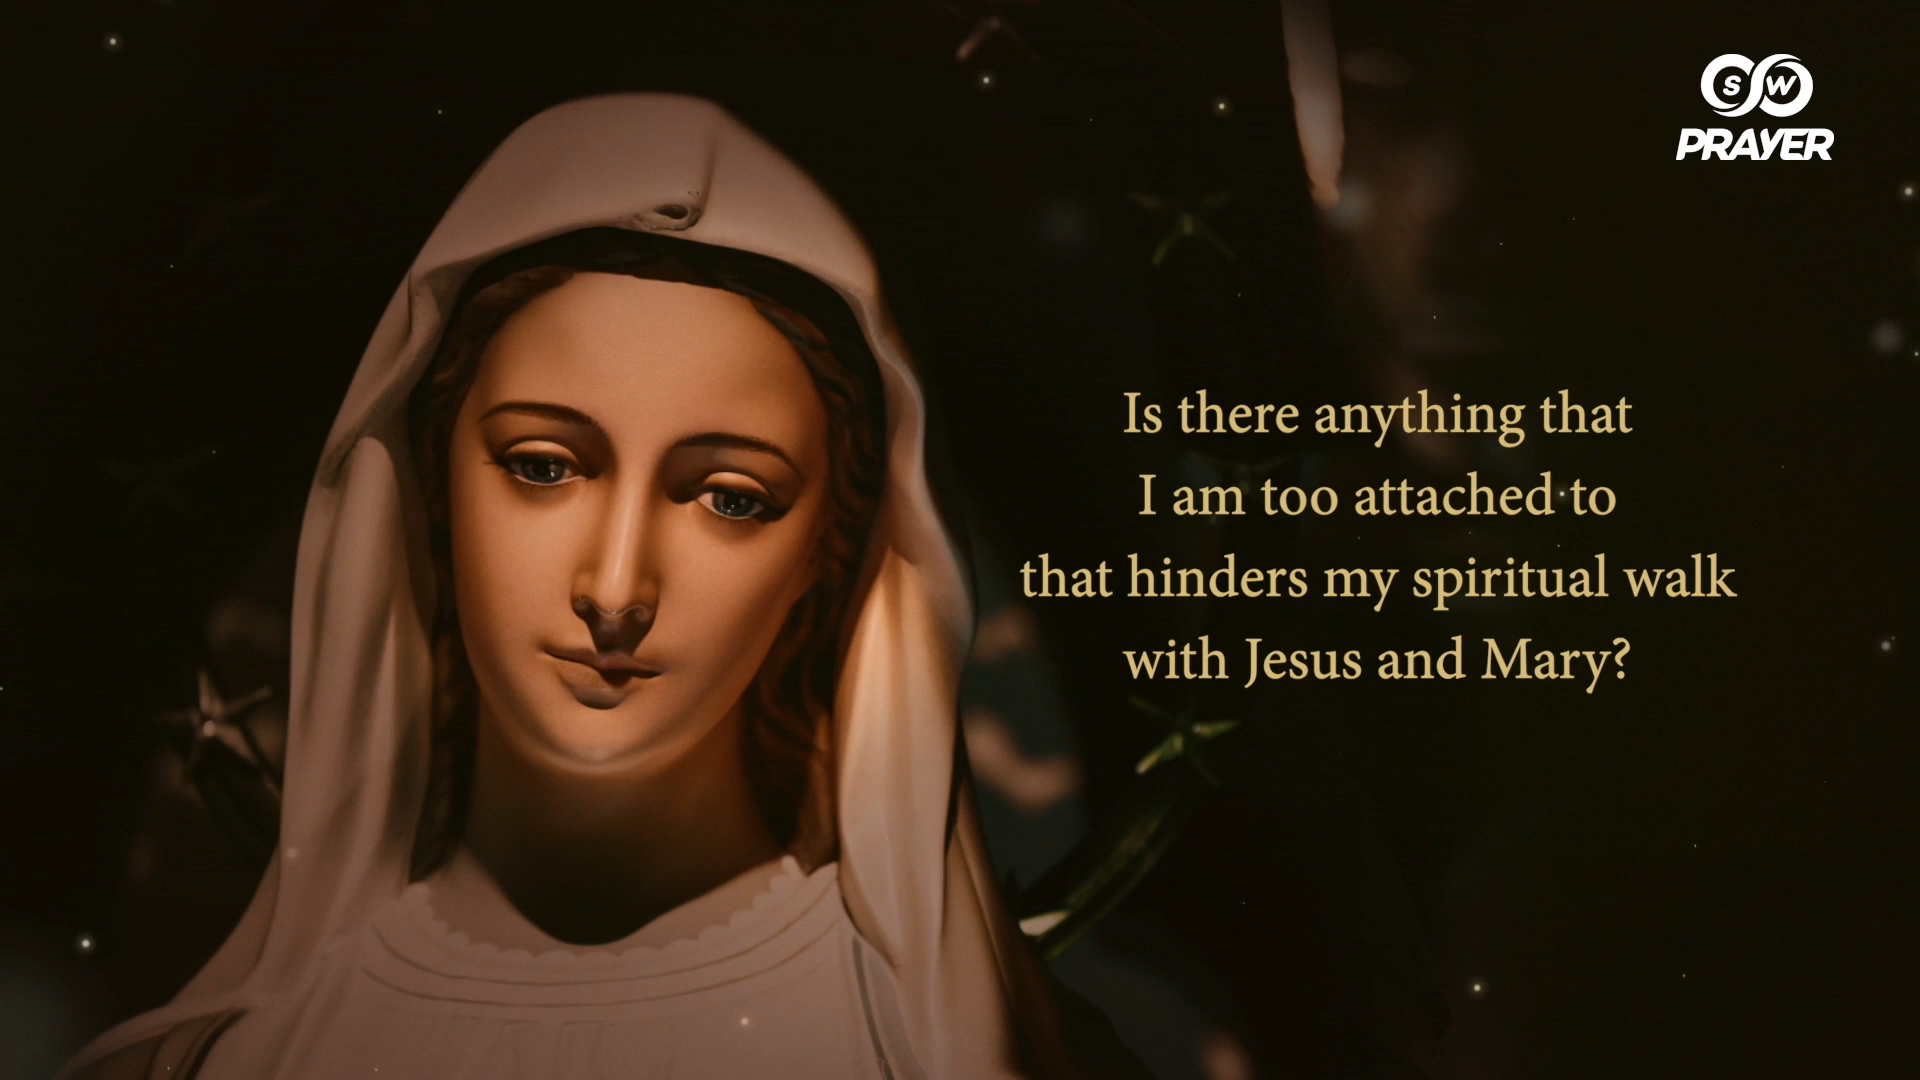 SW
PRAYER
Is there anything that
I am too attached to
that hinders my spiritual walk
with Jesus and Mary?